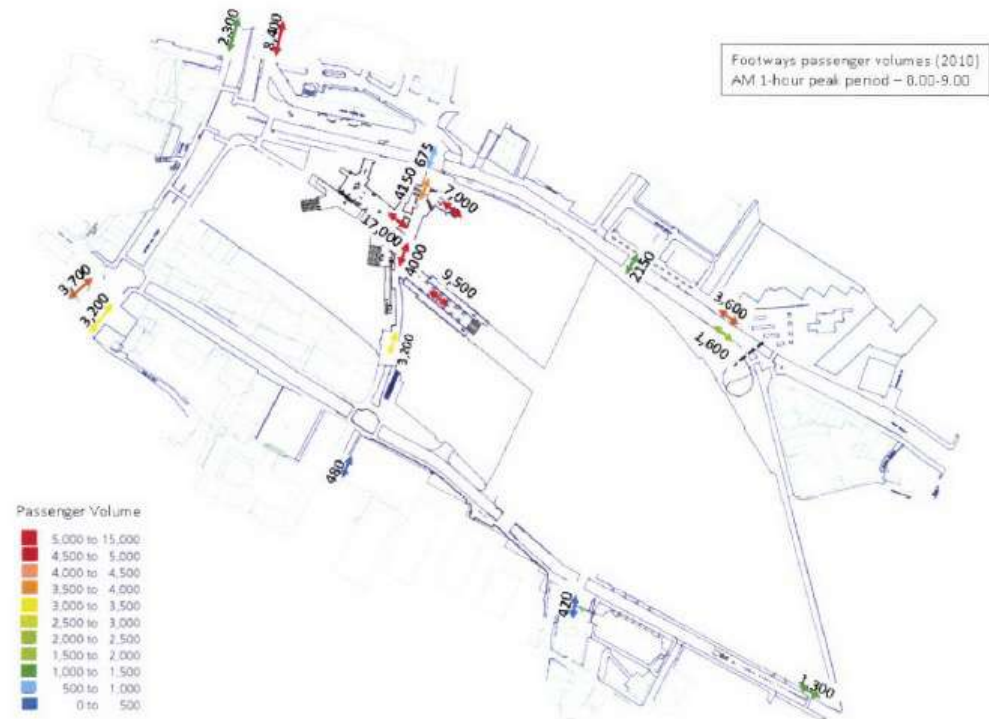 2,300
8,400
Footways passenger volumes (2010)
AM 1-hour peak period – 8.00-9.00
675
4150
7,000
17,000
4000
9,500
2150
3,700
3,200
3,600
1,600
3,200
480
Passenger Volume
5,000 to 15,000
4,500 to 5,000
4,000 to 4,500
3,500 to 4,000
3,000 to 3,500
2,500 to 3,000
2,000 to 2,500
1,500 to 2,000
1,000 to 1,500
500 to 1,000
0 to 500
420
1,300